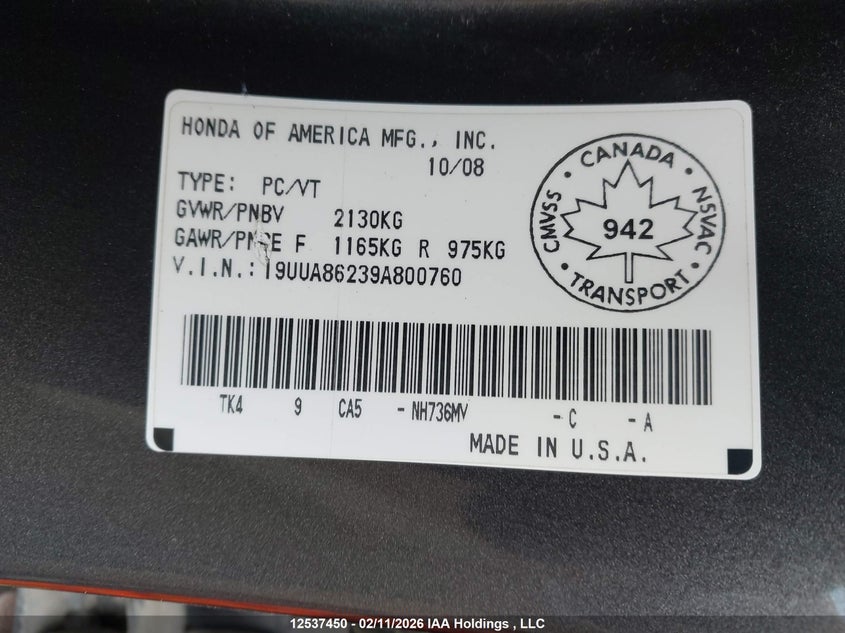 HONDA OF AMERICA MFG., INC.
10/08
TYPE: PC/VT
GVWR/PNBV 2130KG
GAWR/PNBE F 1165KG R 975KG
V.I.N.: 19UUA86239A800760
CANADA
CMVSS
NSVAC
942
TRANSPORT
TK4 9 CA5 -NH736MV -C -A
MADE IN U.S.A.
12537450 - 02/11/2026 IAA Holdings , LLC